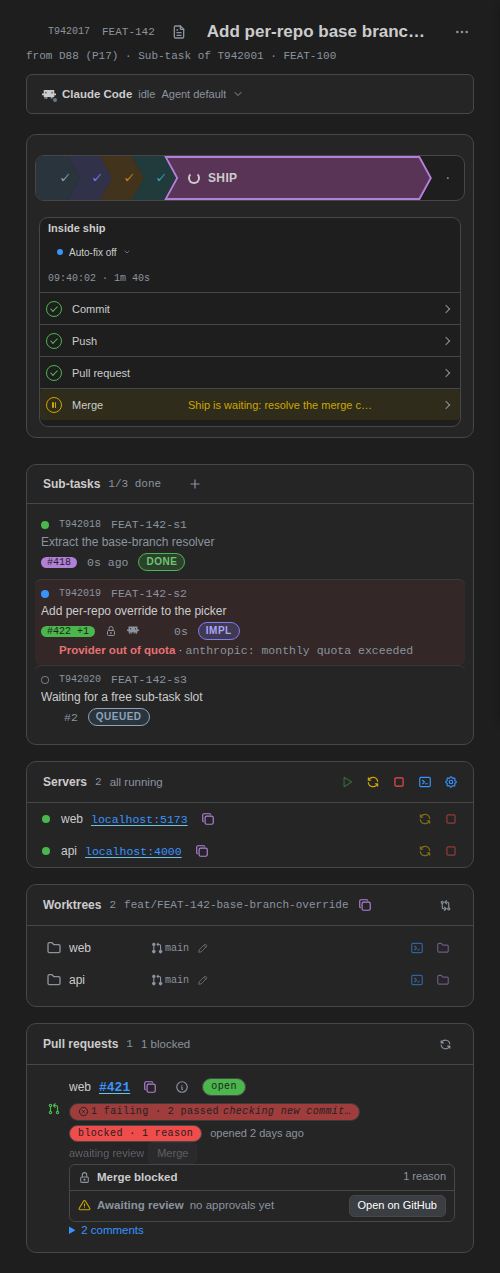 T942017 FEAT-142 Add per-repo base branc…
from D88 (P17) · Sub-task of T942001 · FEAT-100
Claude Code idle Agent default
SHIP
Inside ship
Auto-fix off
09:40:02 · 1m 40s
Commit
Push
Pull request
Merge Ship is waiting: resolve the merge c…
Sub-tasks 1/3 done
T942018 FEAT-142-s1
Extract the base-branch resolver
#418 0s ago DONE
T942019 FEAT-142-s2
Add per-repo override to the picker
#422 +1 0s IMPL
Provider out of quota · anthropic: monthly quota exceeded
T942020 FEAT-142-s3
Waiting for a free sub-task slot
#2 QUEUED
Servers 2 all running
web localhost:5173
api localhost:4000
Worktrees 2 feat/FEAT-142-base-branch-override
web main
api main
Pull requests 1 1 blocked
web #421 open
1 failing · 2 passed checking new commit…
blocked · 1 reason opened 2 days ago
awaiting review Merge
Merge blocked 1 reason
Awaiting review no approvals yet Open on GitHub
2 comments